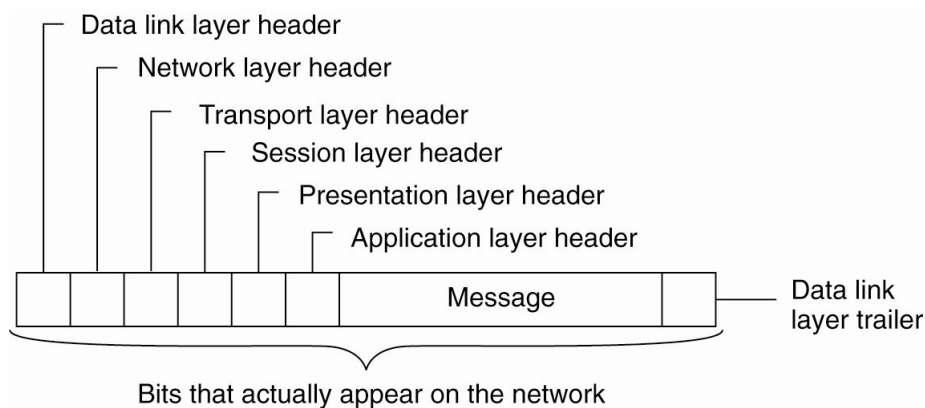 Data link layer header
Network layer header
Transport layer header
Session layer header
Presentation layer header
Application layer header
Message
Data link
layer trailer
Bits that actually appear on the network